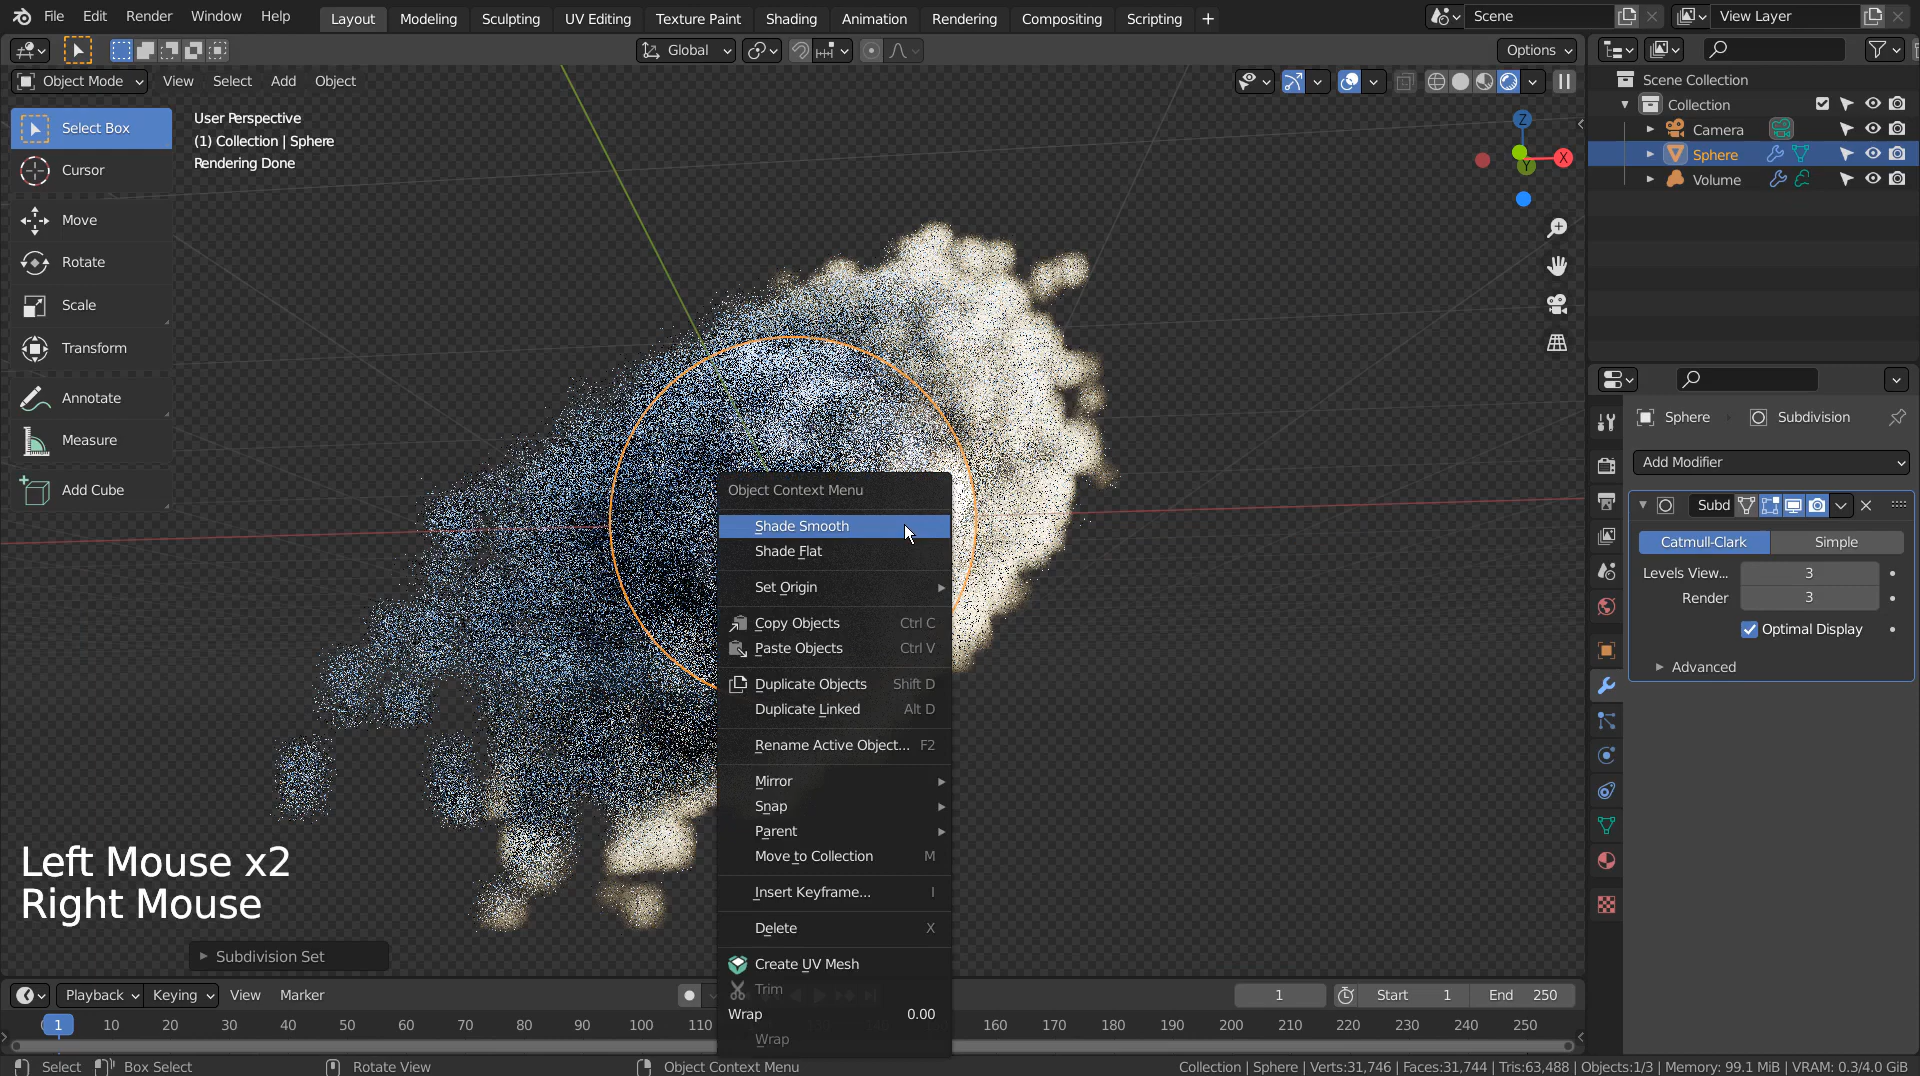 File Edit Render Window Help Layout Modeling Sculpting UV Editing Texture Paint Shading Animation Rendering Compositing Scripting + Scene View Layer
Global Options
Object Mode View Select Add Object
Select Box
Cursor
Move
Rotate
Scale
Transform
Annotate
Measure
Add Cube
User Perspective
(1) Collection | Sphere
Rendering Done
Z
X
Y
Object Context Menu
Shade Smooth
Shade Flat
Set Origin
Copy Objects Ctrl C
Paste Objects Ctrl V
Duplicate Objects Shift D
Duplicate Linked Alt D
Rename Active Object... F2
Mirror
Snap
Parent
Move to Collection M
Insert Keyframe... I
Delete X
Create UV Mesh
Trim
Wrap 0.00
Wrap
Left Mouse x2
Right Mouse
Subdivision Set
Scene Collection
Collection
Camera
Sphere
Volume
Sphere Subdivision
Add Modifier
Subd
Catmull-Clark Simple
Levels View... 3
Render 3
Optimal Display
Advanced
Playback Keying View Marker 1 Start 1 End 250
1 10 20 30 40 50 60 70 80 90 100 110 160 170 180 190 200 210 220 230 240 250
Select Box Select Rotate View Object Context Menu Collection | Sphere | Verts:31,746 | Faces:31,744 | Tris:63,488 | Objects:1/3 | Memory: 99.1 MiB | VRAM: 0.3/4.0 GiB